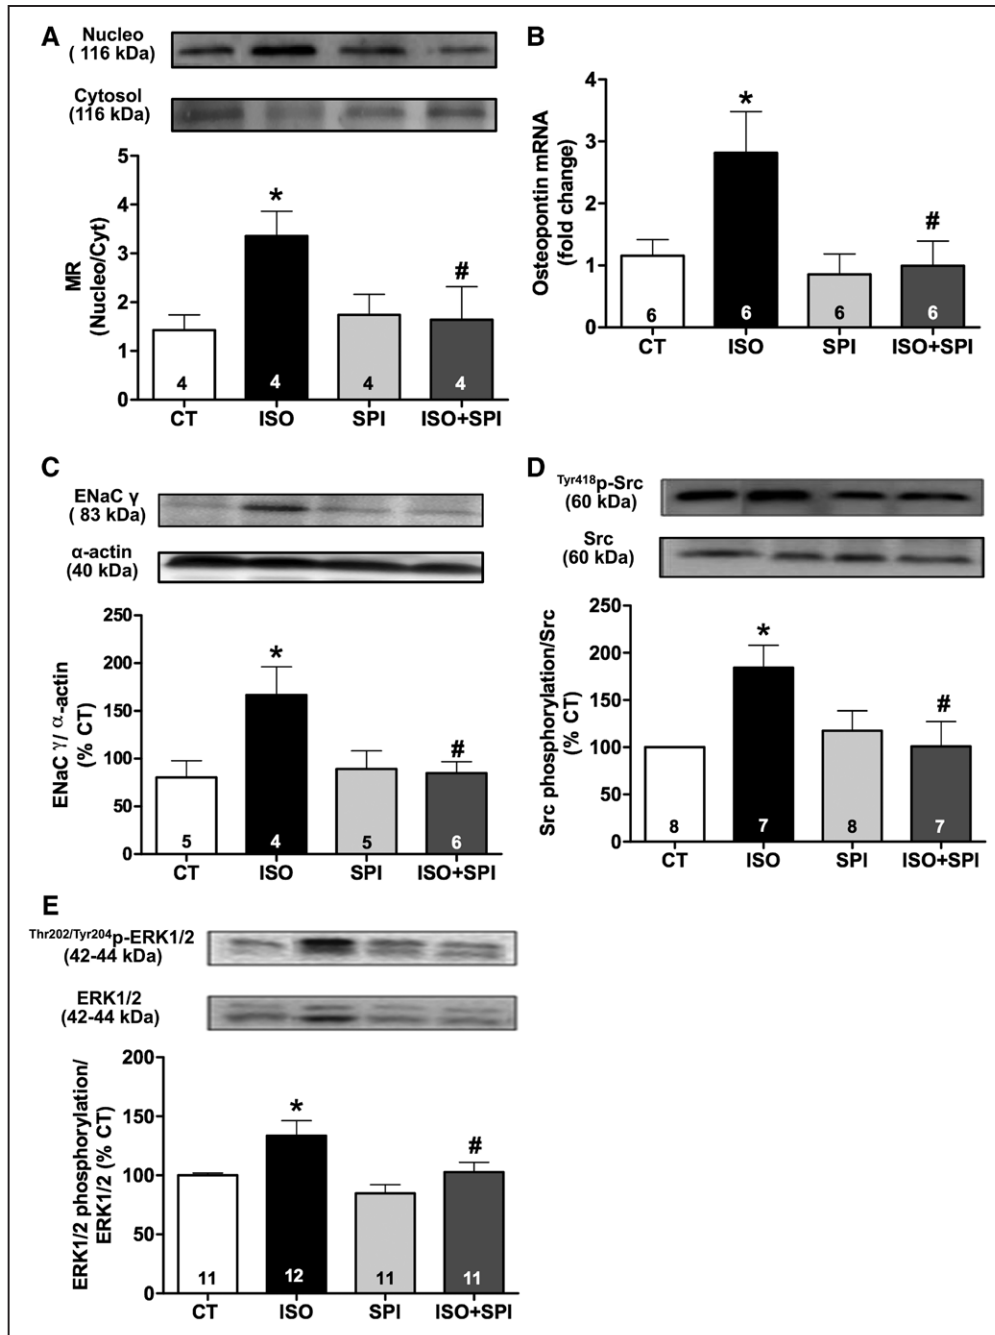 A
Nucleo
( 116 kDa)
Cytosol
(116 kDa)
MR
(Nucleo/Cyt)
5
4
3
2
1
0
*
#
4
4
4
4
CT
ISO
SPI
ISO+SPI
B
Osteopontin mRNA
(fold change)
4
3
2
1
0
*
#
6
6
6
6
CT
ISO
SPI
ISO+SPI
C
ENaC γ
( 83 kDa)
α-actin
(40 kDa)
ENaC γ/ α-actin
(% CT)
250
200
150
100
50
0
*
#
5
4
5
6
CT
ISO
SPI
ISO+SPI
D
Tyr418p-Src
(60 kDa)
Src
(60 kDa)
Src phosphorylation/Src
(% CT)
250
200
150
100
50
0
*
#
8
7
8
7
CT
ISO
SPI
ISO+SPI
E
Thr202/Tyr204p-ERK1/2
(42-44 kDa)
ERK1/2
(42-44 kDa)
ERK1/2 phosphorylation/
ERK1/2 (% CT)
200
150
100
50
0
*
#
11
12
11
11
CT
ISO
SPI
ISO+SPI